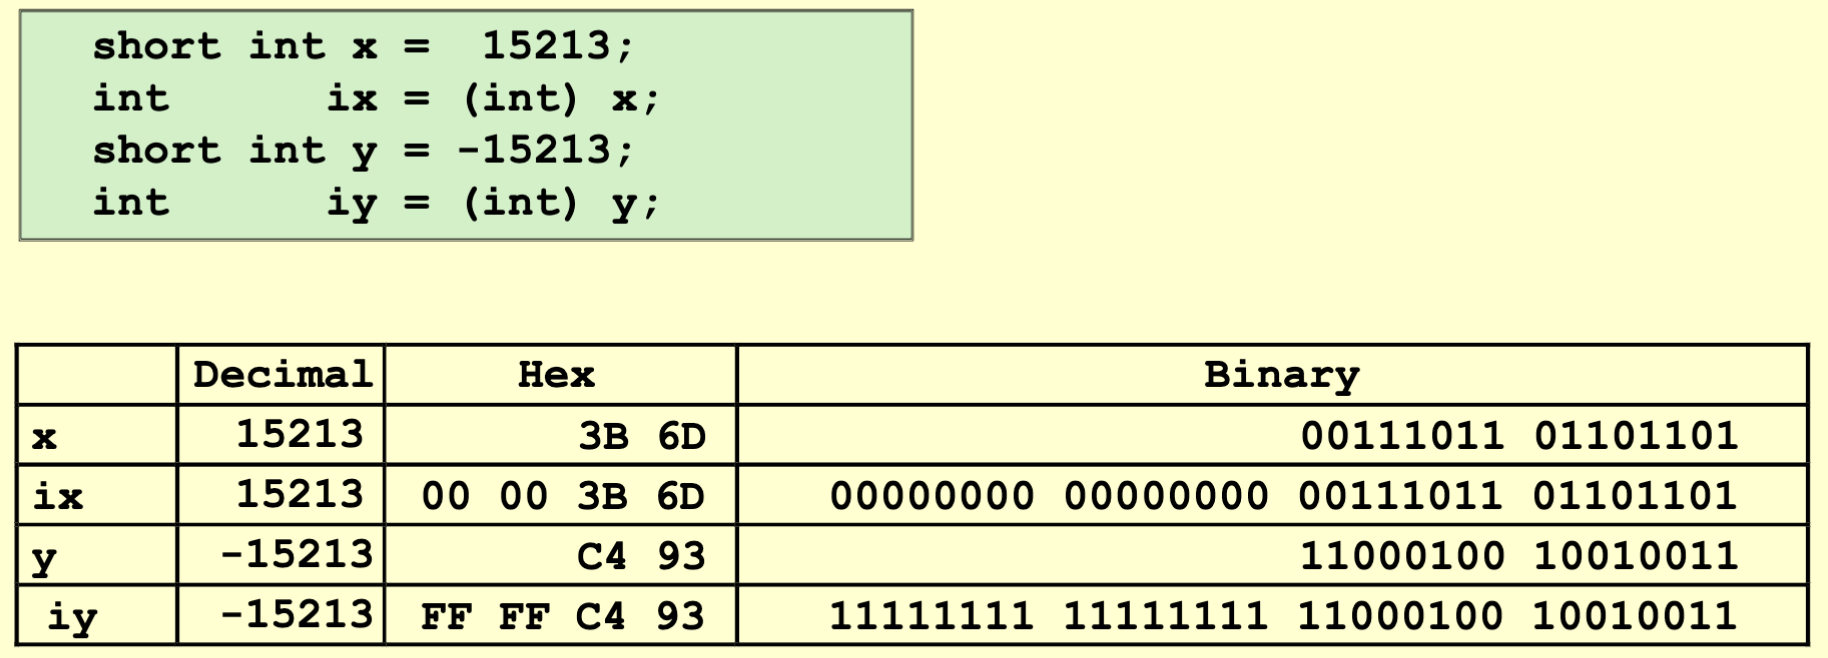 short int x =  15213;
int      ix = (int) x;
short int y = -15213;
int      iy = (int) y;
Decimal Hex Binary
x 15213 3B 6D 00111011 01101101
ix 15213 00 00 3B 6D 00000000 00000000 00111011 01101101
y -15213 C4 93 11000100 10010011
iy -15213 FF FF C4 93 11111111 11111111 11000100 10010011